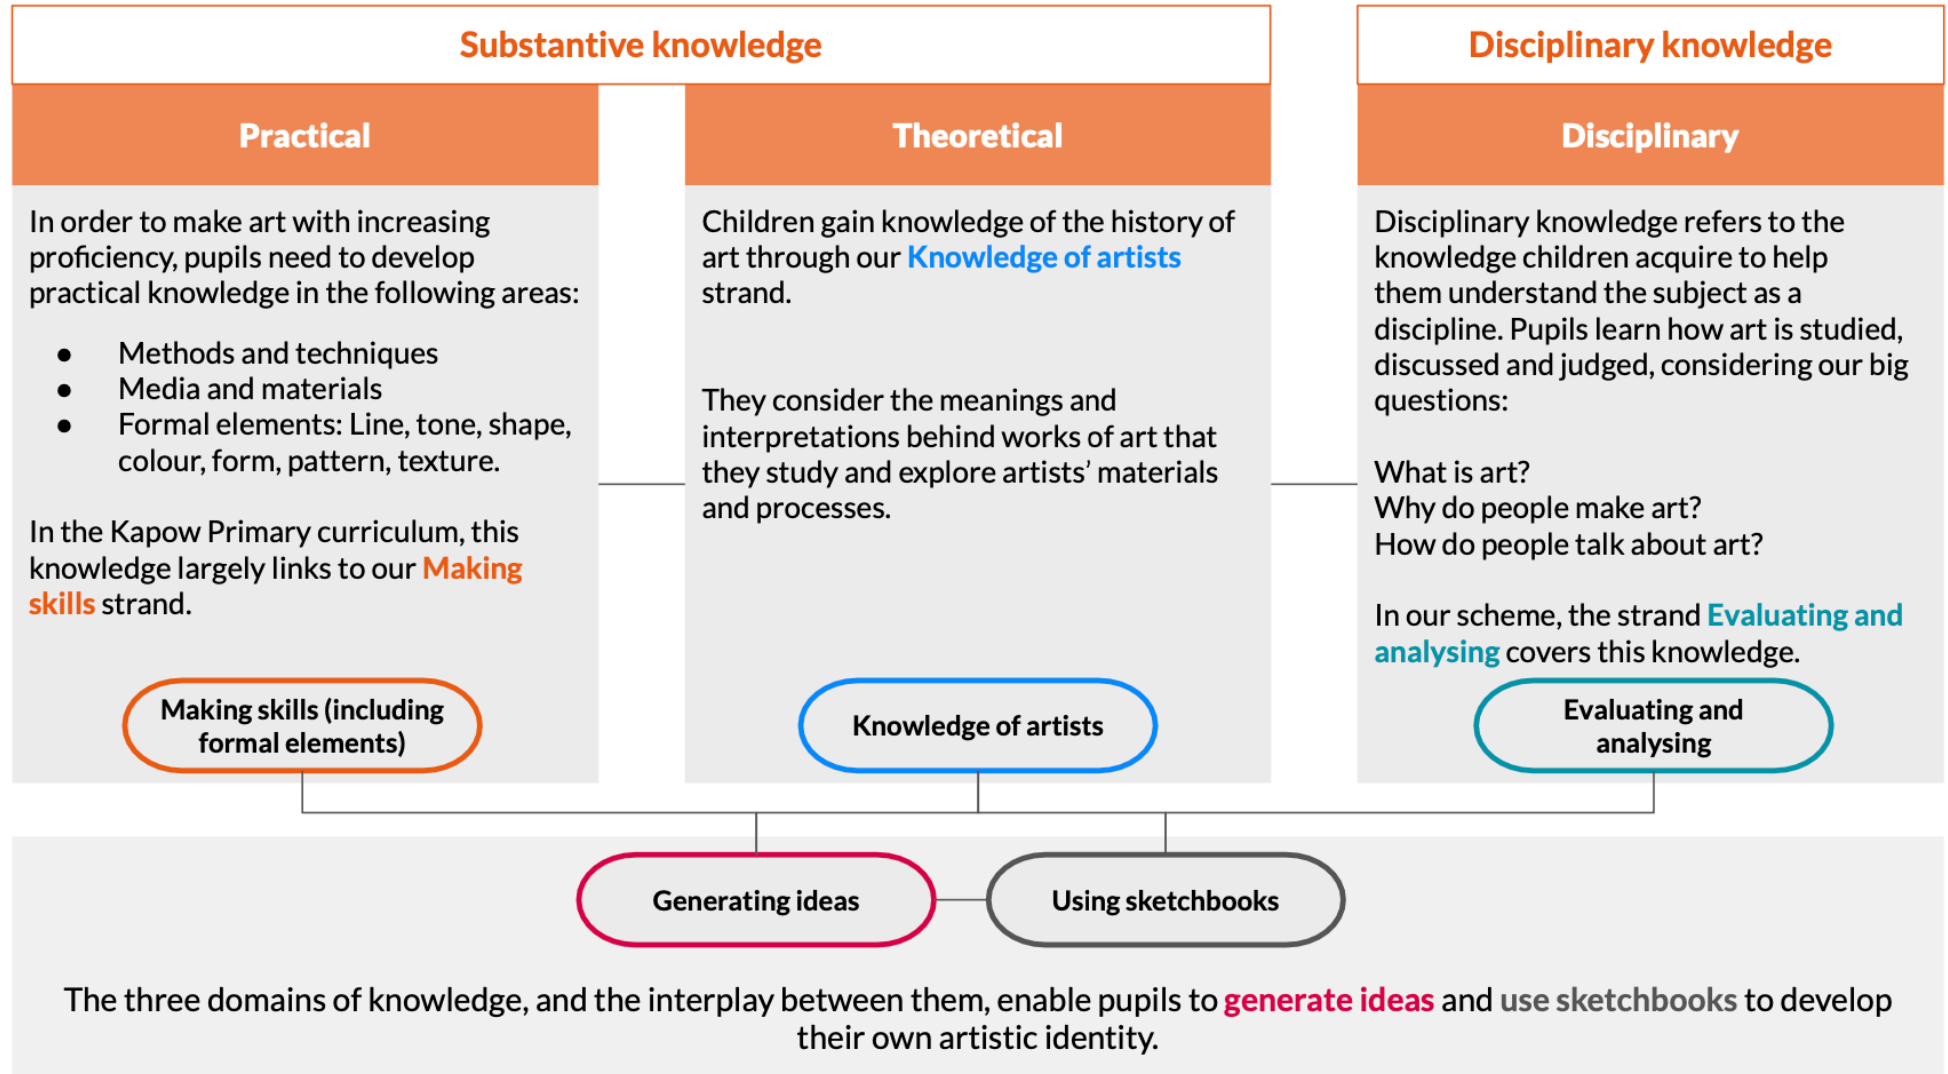 Substantive knowledge
Disciplinary knowledge
Practical
Theoretical
Disciplinary
In order to make art with increasing
proficiency, pupils need to develop
practical knowledge in the following areas:
● Methods and techniques
● Media and materials
● Formal elements: Line, tone, shape,
colour, form, pattern, texture.
In the Kapow Primary curriculum, this
knowledge largely links to our Making
skills strand.
Making skills (including
formal elements)
Children gain knowledge of the history of
art through our Knowledge of artists
strand.
They consider the meanings and
interpretations behind works of art that
they study and explore artists’ materials
and processes.
Knowledge of artists
Disciplinary knowledge refers to the
knowledge children acquire to help
them understand the subject as a
discipline. Pupils learn how art is studied,
discussed and judged, considering our big
questions:
What is art?
Why do people make art?
How do people talk about art?
In our scheme, the strand Evaluating and
analysing covers this knowledge.
Evaluating and
analysing
Generating ideas
Using sketchbooks
The three domains of knowledge, and the interplay between them, enable pupils to generate ideas and use sketchbooks to develop
their own artistic identity.